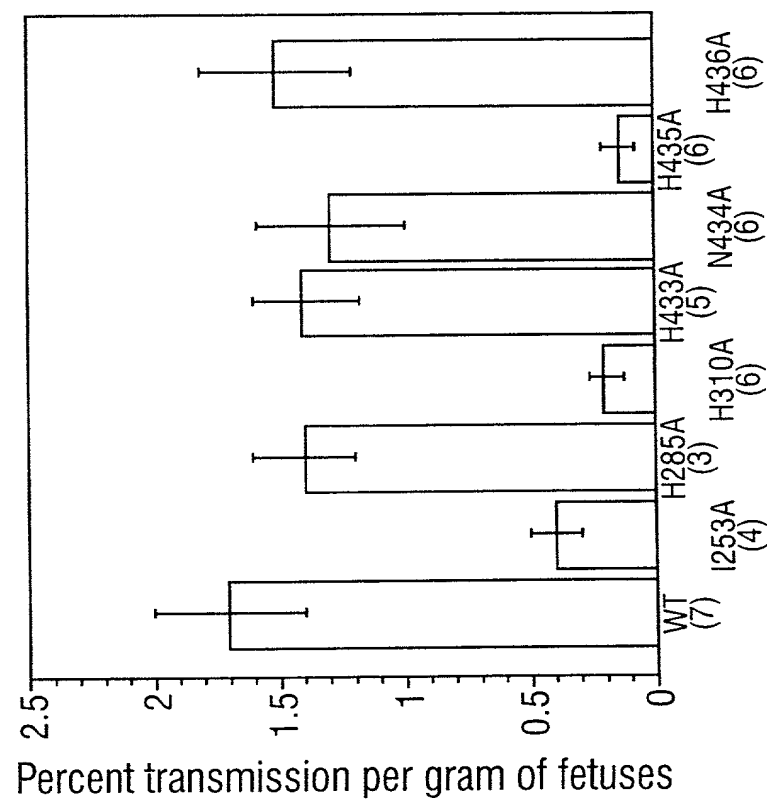 Percent transmission per gram of fetuses
2.5
2
1.5
1
0.5
0
WT
(7)
I253A
(4)
H285A
(3)
H310A
(6)
H433A
(5)
N434A
(6)
H435A
(6)
H436A
(6)